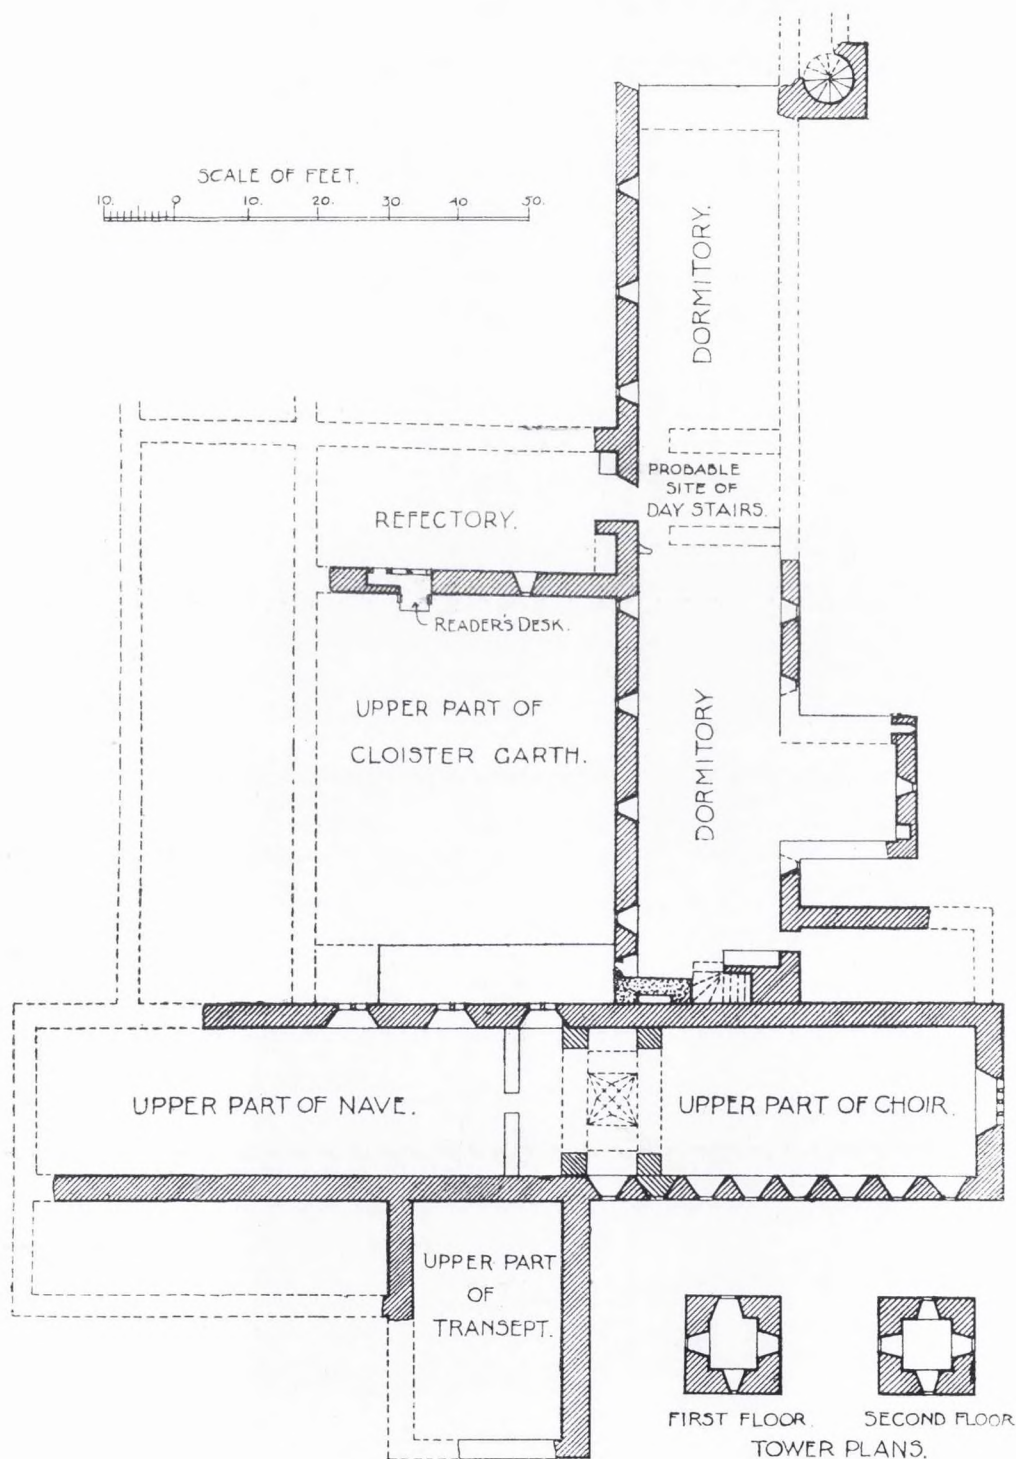 SCALE OF FEET.
10. 0 10. 20. 30. 40 50.
DORMITORY.
PROBABLE
SITE OF
DAY STAIRS.
REFECTORY.
READER'S DESK.
UPPER PART OF
CLOISTER GARTH.
DORMITORY
UPPER PART OF NAVE.
UPPER PART OF CHOIR.
UPPER PART
OF
TRANSEPT.
FIRST FLOOR.
SECOND FLOOR
TOWER PLANS.